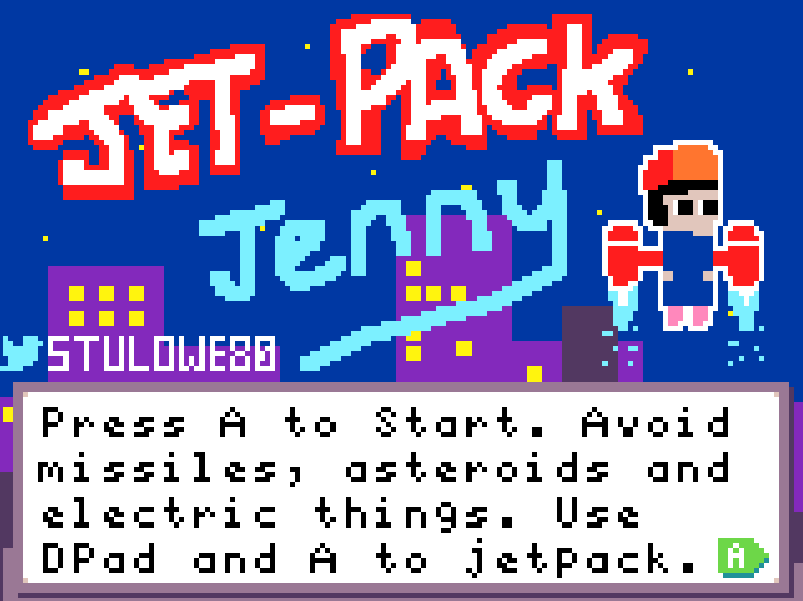 JET-PACK
Jenny
STULOWE80
Press A to Start. Avoid
missiles, asteroids and
electric things. Use
DPad and A to jetpack.
A